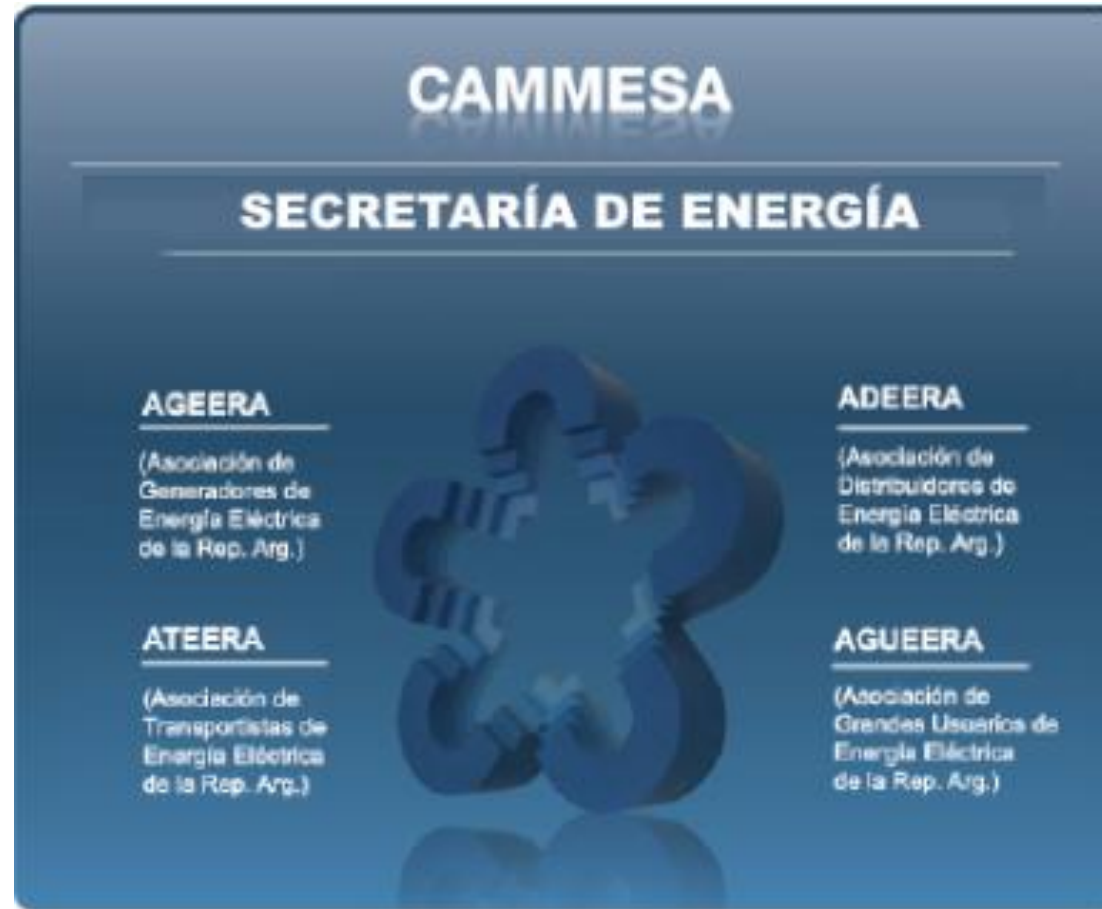 CAMMESA
SECRETARÍA DE ENERGÍA
AGEERA
(Asociación de
Generadores de
Energía Eléctrica
de la Rep. Arg.)
ADEERA
(Asociación de
Distribuidores de
Energía Eléctrica
de la Rep. Arg.)
ATEERA
(Asociación de
Transportistas de
Energía Eléctrica
de la Rep. Arg.)
AGUEERA
(Asociación de
Grandes Usuarios de
Energía Eléctrica
de la Rep. Arg.)